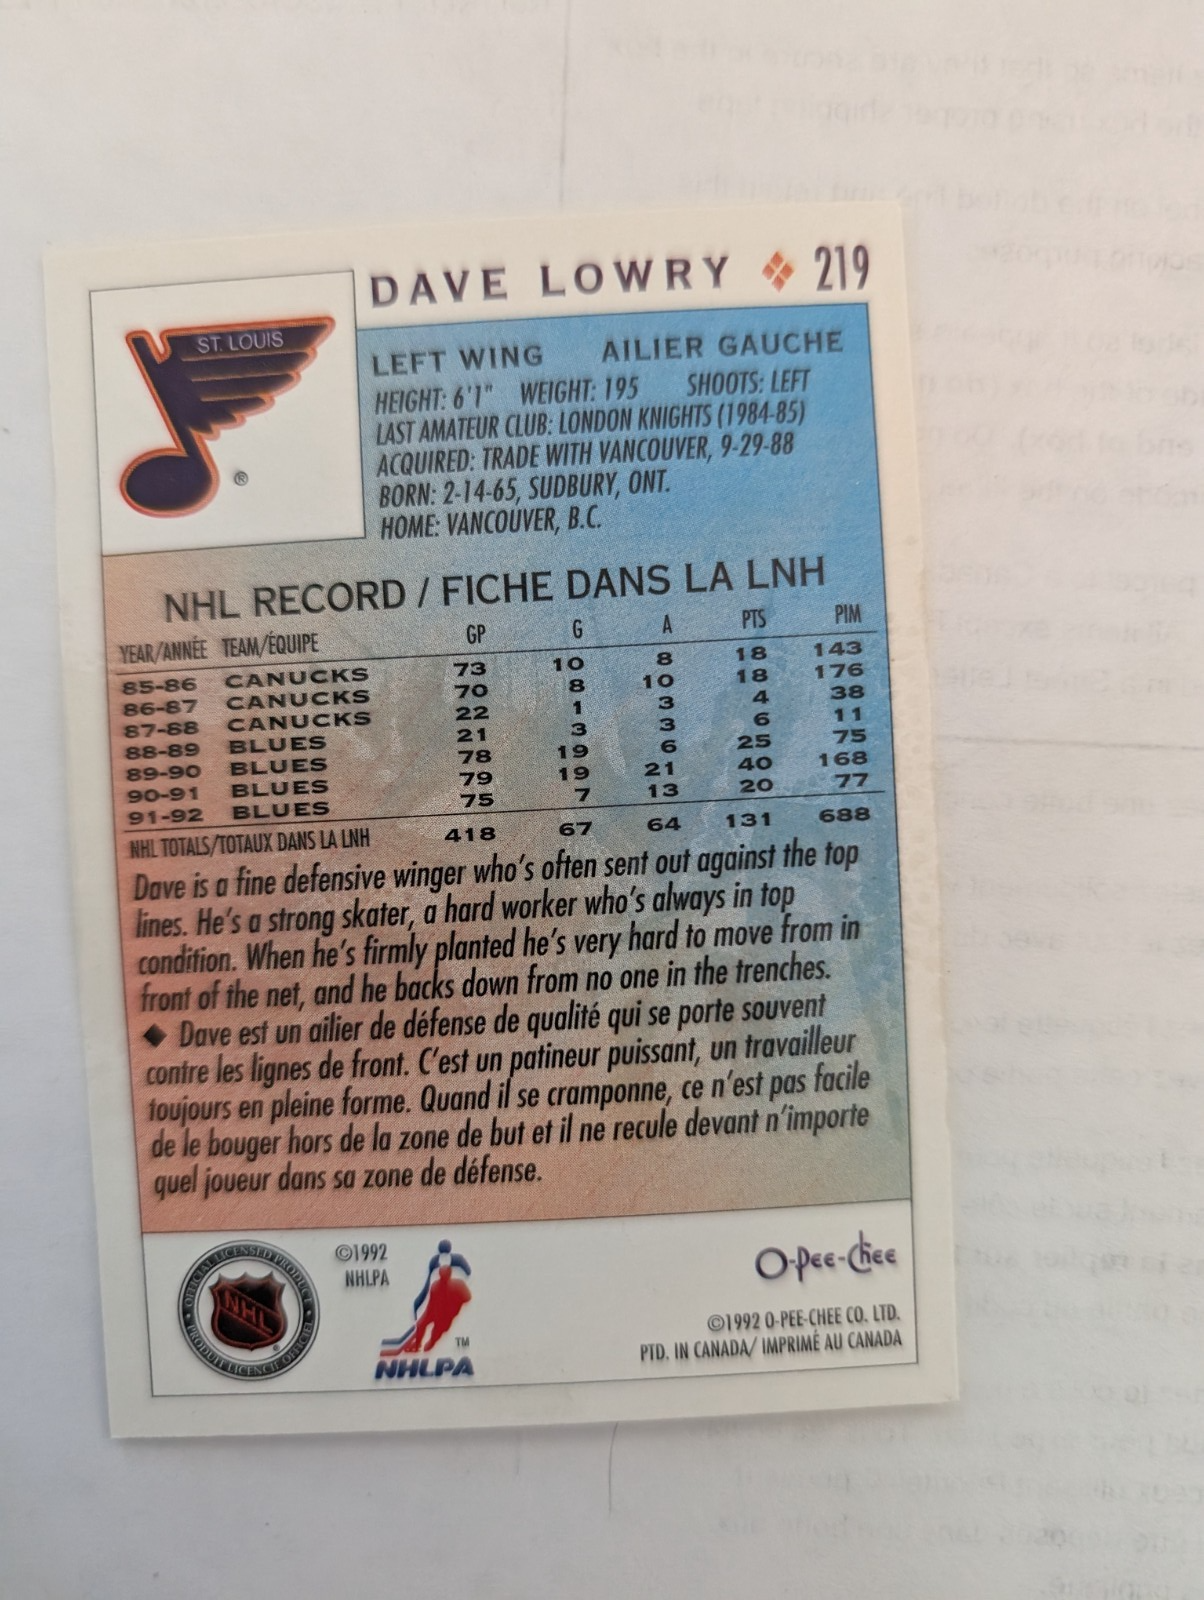 DAVE LOWRY 219
ST. LOUIS
®
LEFT WING AILIER GAUCHE
HEIGHT: 6'1" WEIGHT: 195 SHOOTS: LEFT
LAST AMATEUR CLUB: LONDON KNIGHTS (1984-85)
ACQUIRED: TRADE WITH VANCOUVER, 9-29-88
BORN: 2-14-65, SUDBURY, ONT.
HOME: VANCOUVER, B.C.
NHL RECORD / FICHE DANS LA LNH
YEAR/ANNÉE TEAM/ÉQUIPE GP G A PTS PIM
85-86 CANUCKS 73 10 8 18 143
86-87 CANUCKS 70 8 10 18 176
87-88 CANUCKS 22 1 3 4 38
88-89 BLUES 21 3 3 6 11
89-90 BLUES 78 19 6 25 75
90-91 BLUES 79 19 21 40 168
91-92 BLUES 75 7 13 20 77
NHL TOTALS/TOTAUX DANS LA LNH 418 67 64 131 688
Dave is a fine defensive winger who's often sent out against the top
lines. He's a strong skater, a hard worker who's always in top
condition. When he's firmly planted he's very hard to move from in
front of the net, and he backs down from no one in the trenches.
◆ Dave est un ailier de défense de qualité qui se porte souvent
contre les lignes de front. C'est un patineur puissant, un travailleur
toujours en pleine forme. Quand il se cramponne, ce n'est pas facile
de le bouger hors de la zone de but et il ne recule devant n'importe
quel joueur dans sa zone de défense.
OFFICIAL LICENSED PRODUCT
NHL
PRODUIT LICENCIÉ OFFICIEL
©1992
NHLPA
TM
NHLPA
O-Pee-Chee
©1992 O-PEE-CHEE CO. LTD.
PTD. IN CANADA/ IMPRIMÉ AU CANADA